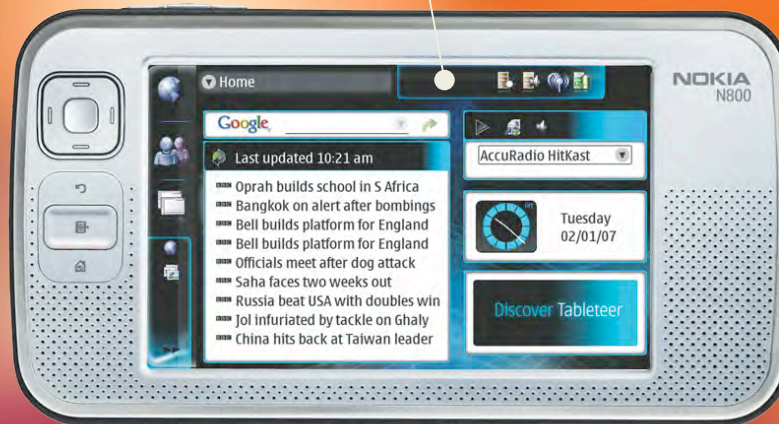 NOKIA
N800
Home
Google
Last updated 10:21 am
AccuRadio HitKast
Oprah builds school in S Africa
Bangkok on alert after bombings
Bell builds platform for England
Bell builds platform for England
Officials meet after dog attack
Saha faces two weeks out
Russia beat USA with doubles win
Jol infuriated by tackle on Ghaly
China hits back at Taiwan leader
Tuesday
02/01/07
Discover Tableteer